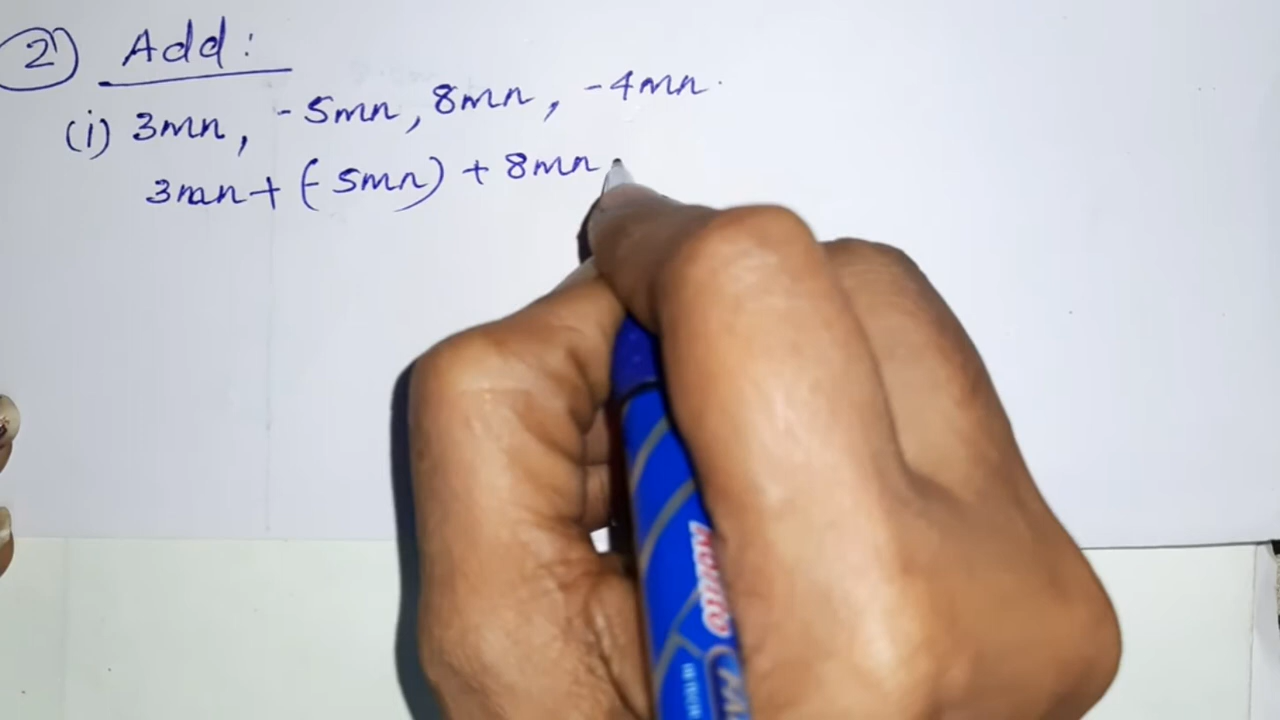 2) Add:
(i) 3mn, -5mn, 8mn, -4mn.
3mn + (-5mn) + 8mn